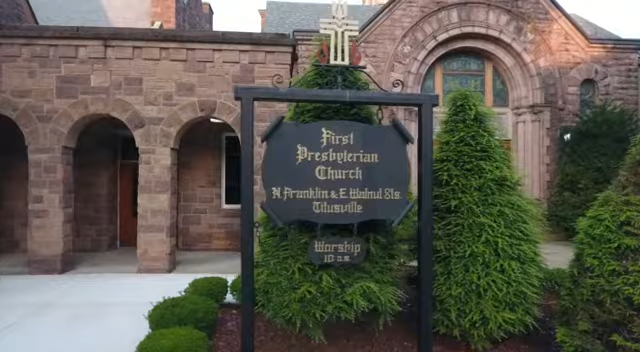 First
Presbyterian
Church
N. Franklin & E. Walnut Sts.
Titusville
Worship